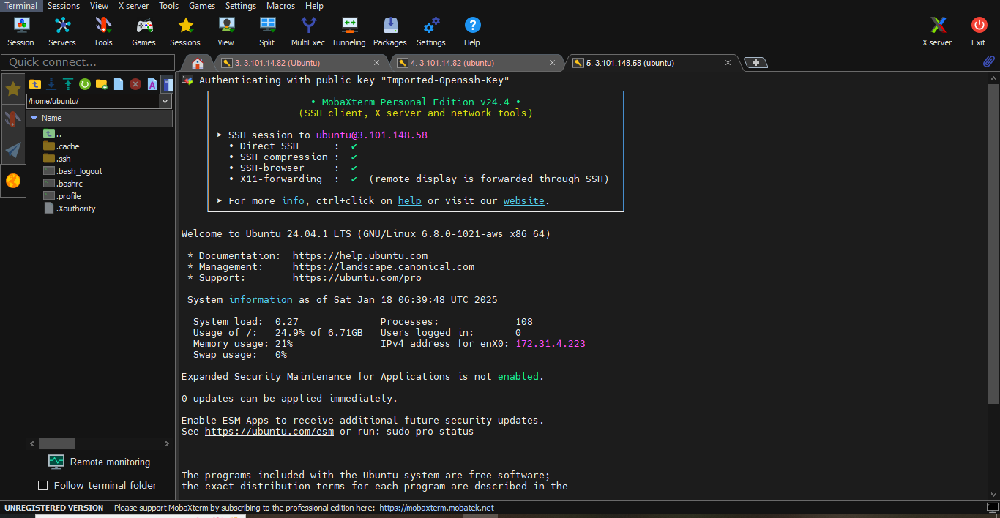 Terminal Sessions View X server Tools Games Settings Macros Help
Session Servers Tools Games Sessions View Split MultiExec Tunneling Packages Settings Help X server Exit
Quick connect...
3. 3.101.14.82 (Ubuntu)
4. 3.101.14.82 (ubuntu)
5. 3.101.148.58 (ubuntu)
/home/ubuntu/
Name
..
.cache
.ssh
.bash_logout
.bashrc
.profile
.Xauthority
Remote monitoring
Follow terminal folder
Authenticating with public key "Imported-Openssh-Key"
• MobaXterm Personal Edition v24.4 •
(SSH client, X server and network tools)
➤ SSH session to ubuntu@3.101.148.58
• Direct SSH : ✔
• SSH compression : ✔
• SSH-browser : ✔
• X11-forwarding : ✔ (remote display is forwarded through SSH)
➤ For more info, ctrl+click on help or visit our website.
Welcome to Ubuntu 24.04.1 LTS (GNU/Linux 6.8.0-1021-aws x86_64)
* Documentation: https://help.ubuntu.com
* Management: https://landscape.canonical.com
* Support: https://ubuntu.com/pro
System information as of Sat Jan 18 06:39:48 UTC 2025
System load: 0.27 Processes: 108
Usage of /: 24.9% of 6.71GB Users logged in: 0
Memory usage: 21% IPv4 address for enX0: 172.31.4.223
Swap usage: 0%
Expanded Security Maintenance for Applications is not enabled.
0 updates can be applied immediately.
Enable ESM Apps to receive additional future security updates.
See https://ubuntu.com/esm or run: sudo pro status
The programs included with the Ubuntu system are free software;
the exact distribution terms for each program are described in the
UNREGISTERED VERSION - Please support MobaXterm by subscribing to the professional edition here: https://mobaxterm.mobatek.net